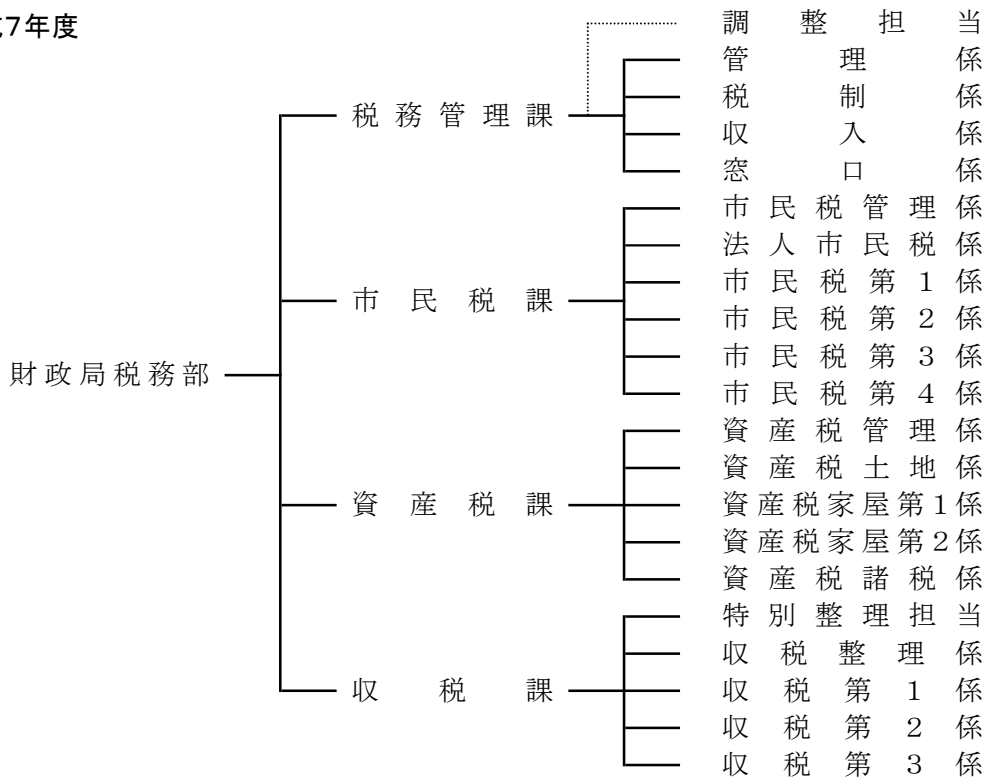 7年度
調整担当
管理係
税務管理課
税制係
収入係
窓口係
市民税管理係
法人市民税係
市民税課
市民税第1係
市民税第2係
市民税第3係
市民税第4係
財政局税務部
資産税管理係
資産税土地係
資産税課
資産税家屋第1係
資産税家屋第2係
資産税諸税係
特別整理担当
収税整理係
収税課
収税第1係
収税第2係
収税第3係